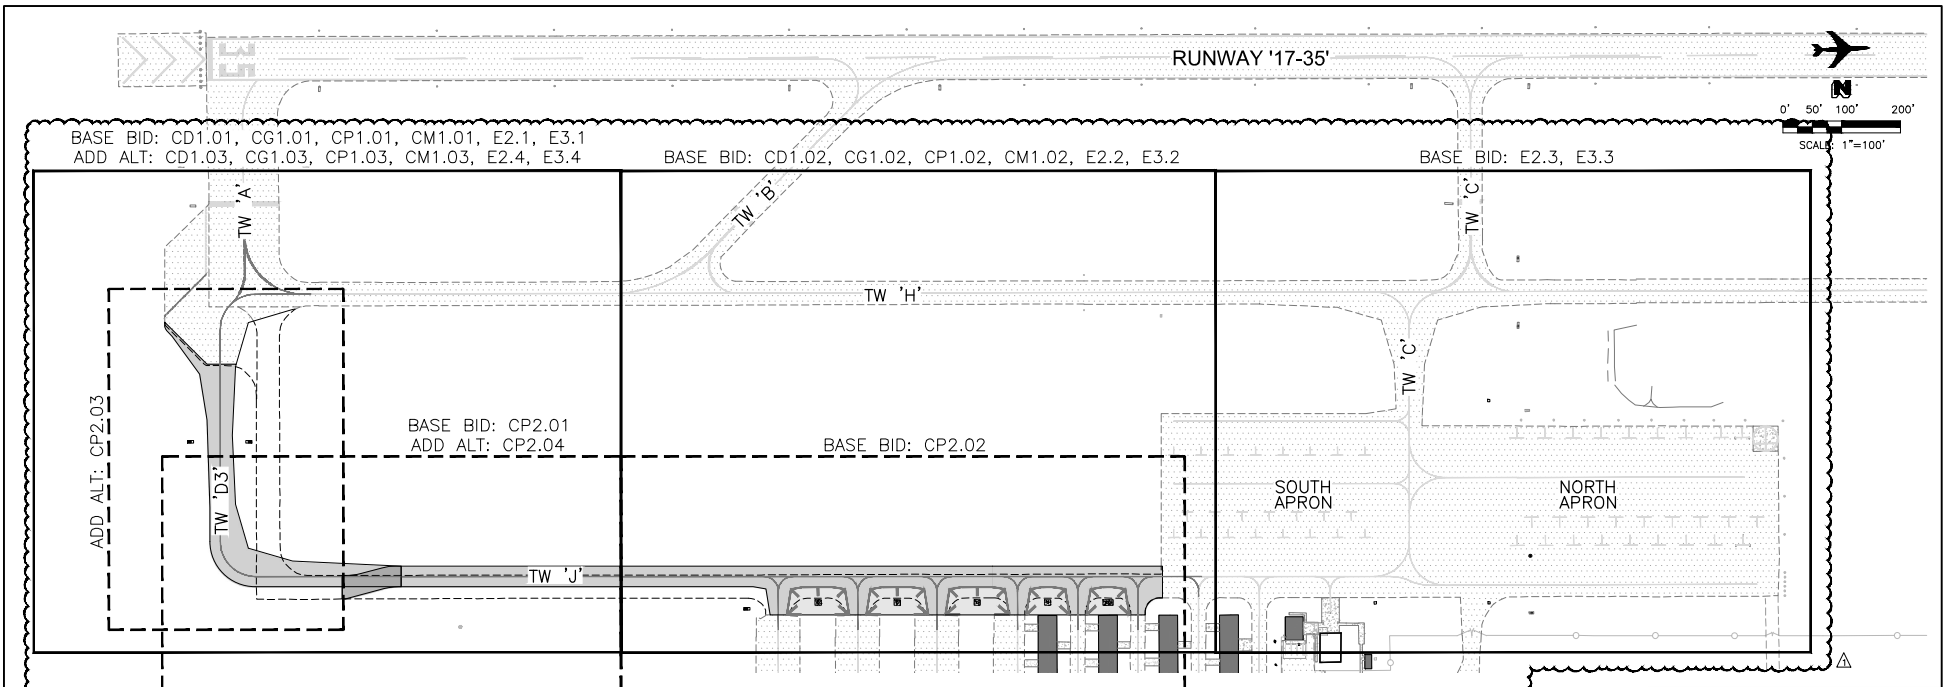 RUNWAY '17-35'
35
N
0' 50' 100' 200'
SCALE: 1"=100'
BASE BID: CD1.01, CG1.01, CP1.01, CM1.01, E2.1, E3.1
ADD ALT: CD1.03, CG1.03, CP1.03, CM1.03, E2.4, E3.4
BASE BID: CD1.02, CG1.02, CP1.02, CM1.02, E2.2, E3.2
BASE BID: E2.3, E3.3
TW 'A'
TW 'B'
TW 'C'
TW 'H'
TW 'C'
ADD ALT: CP2.03
BASE BID: CP2.01
ADD ALT: CP2.04
BASE BID: CP2.02
TW 'D3'
SOUTH
APRON
NORTH
APRON
TW 'J'
1